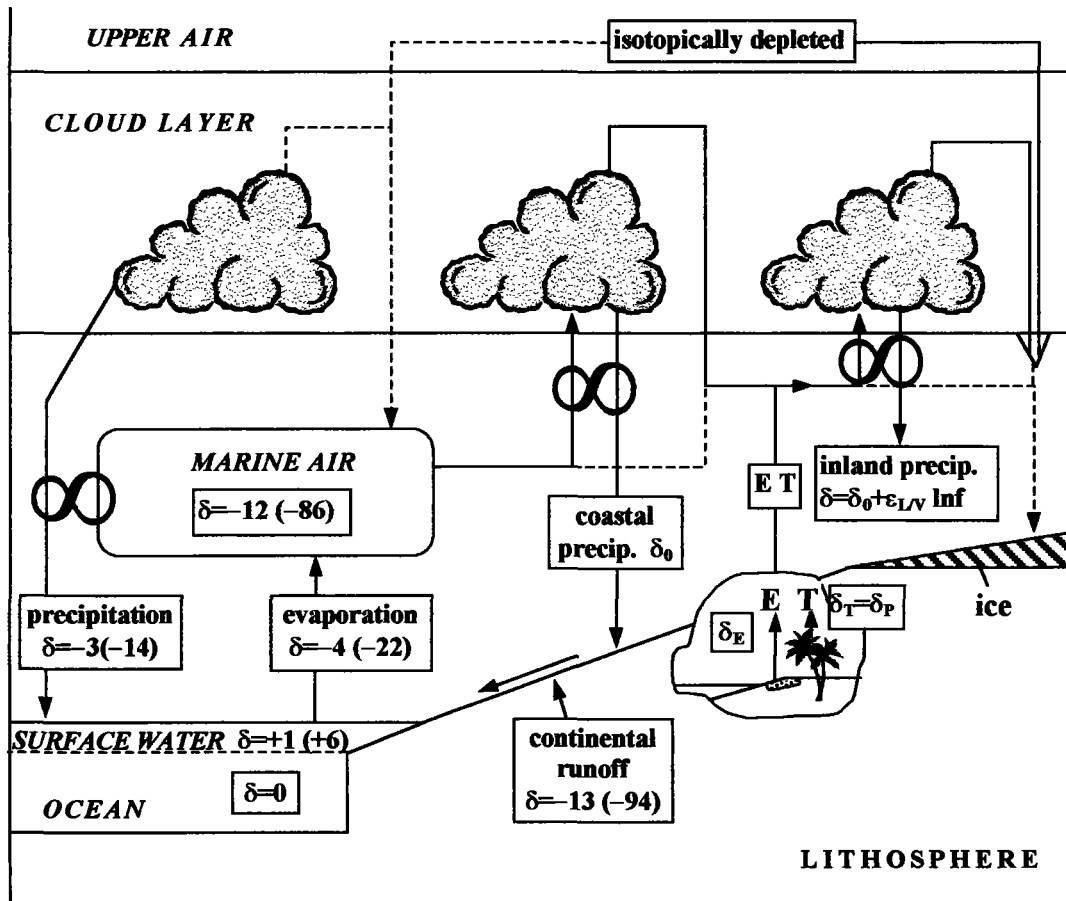 UPPER AIR
isotopically depleted
CLOUD LAYER
MARINE AIR
δ=−12 (−86)
E T
inland precip.
δ=δ₀+εL/V lnf
coastal
precip. δ₀
precipitation
δ=−3(−14)
evaporation
δ=−4 (−22)
E T
δT=δP
ice
δE
SURFACE WATER δ=+1 (+6)
continental
runoff
δ=−13 (−94)
δ=0
OCEAN
LITHOSPHERE